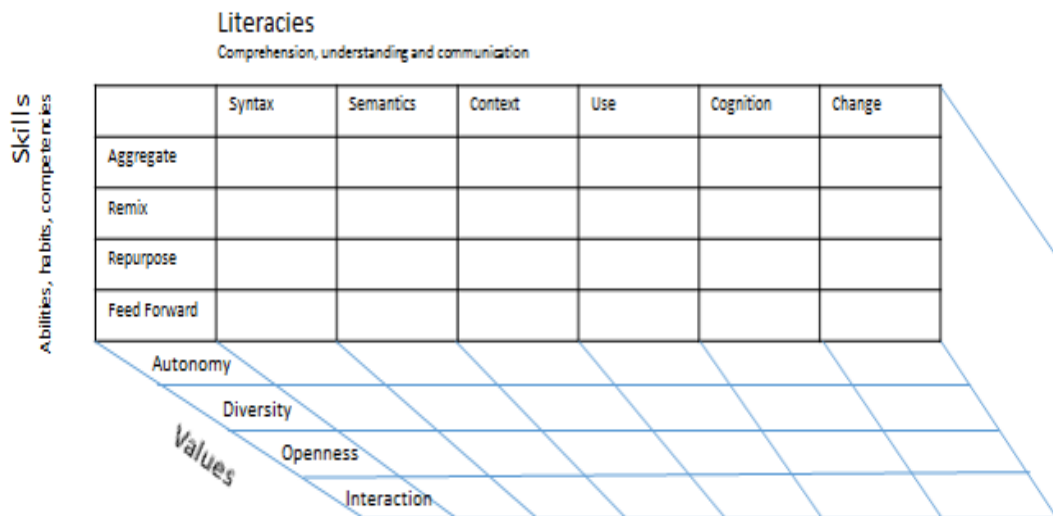 Literacies
Comprehension, understanding and communication
Skills
Abilities, habits, competencies
Syntax Semantics Context Use Cognition Change
Aggregate
Remix
Repurpose
Feed Forward
Autonomy
Diversity
Openness
Interaction
Values